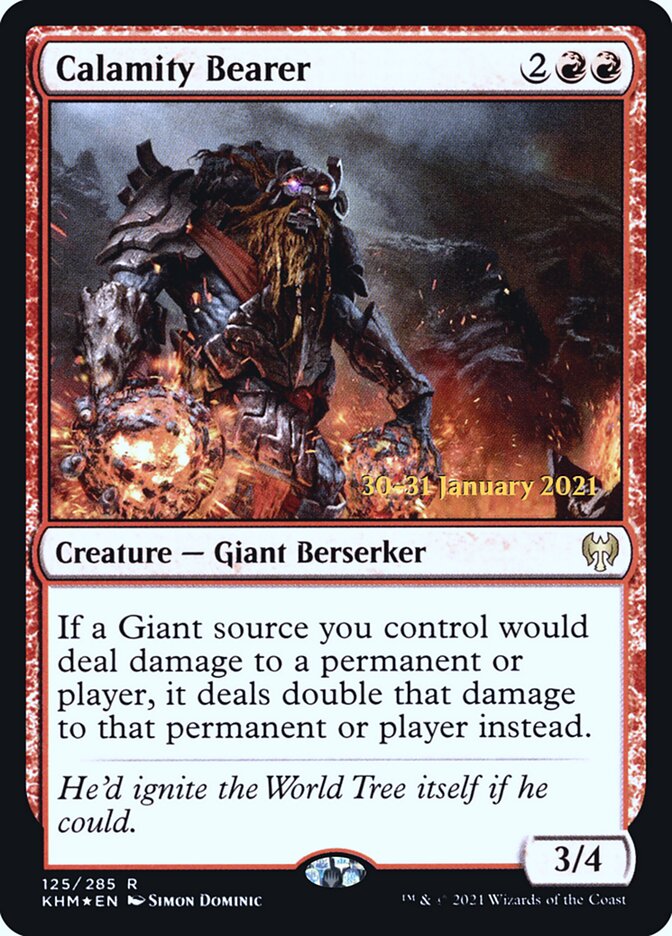 Calamity Bearer 2
30–31 January 2021
Creature — Giant Berserker
If a Giant source you control would
deal damage to a permanent or
player, it deals double that damage
to that permanent or player instead.
He’d ignite the World Tree itself if he
could.
3/4
125/285 R
KHM★EN Simon Dominic
™ & © 2021 Wizards of the Coast